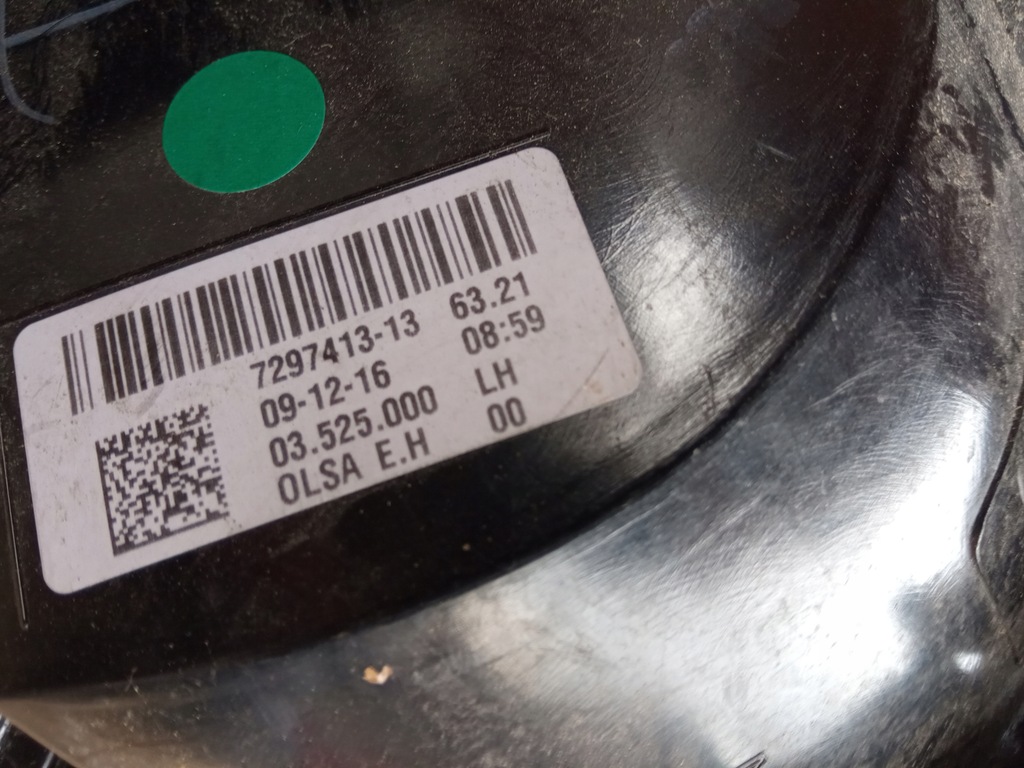 7297413-13 63.21
09-12-16 08:59
03.525.000 LH
OLSA E.H 00